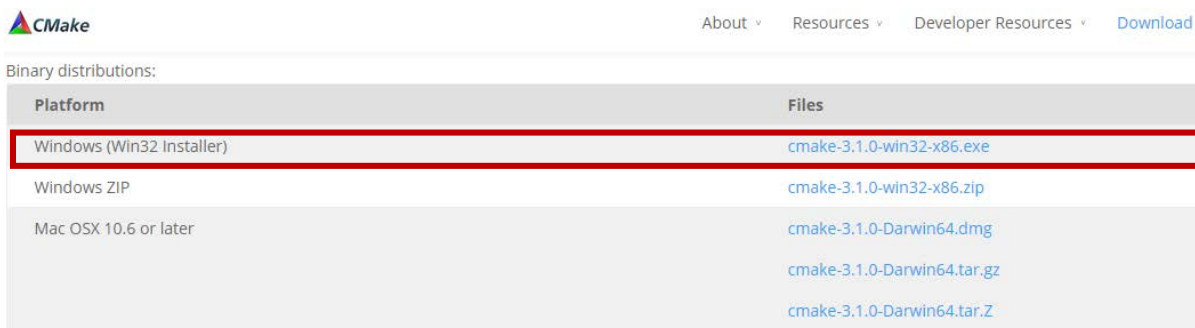 CMake
About Resources Developer Resources Download
Binary distributions:
Platform Files
Windows (Win32 Installer) cmake-3.1.0-win32-x86.exe
Windows ZIP cmake-3.1.0-win32-x86.zip
Mac OSX 10.6 or later cmake-3.1.0-Darwin64.dmg
cmake-3.1.0-Darwin64.tar.gz
cmake-3.1.0-Darwin64.tar.Z